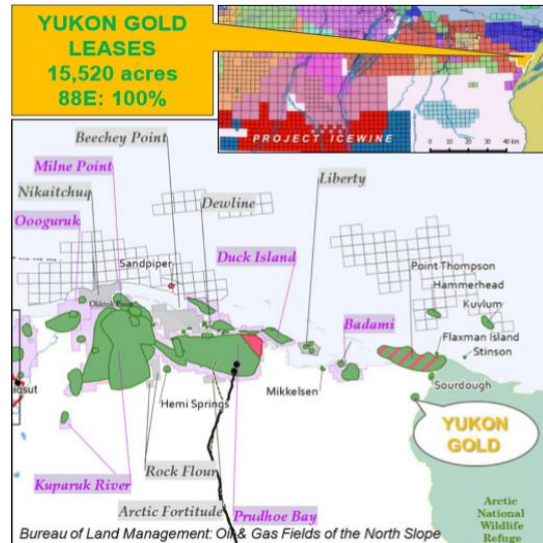 YUKON GOLD
LEASES
15,520 acres
88E: 100%
PROJECT ICEWINE
0 10 20 30 40 km
Beechey Point
Milne Point
Nikaitchuq
Oooguruk
Dewline
Liberty
Sandpiper
Duck Island
Point Thompson
Hammerhead
Kuvlum
Badami
Flaxman Island
Stinson
Mikkelsen
Sourdough
Hemi Springs
YUKON
GOLD
Rock Flour
Kuparuk River
Arctic Fortitude
Prudhoe Bay
Arctic
National
Wildlife
Refuge
Bureau of Land Management: Oil & Gas Fields of the North Slope